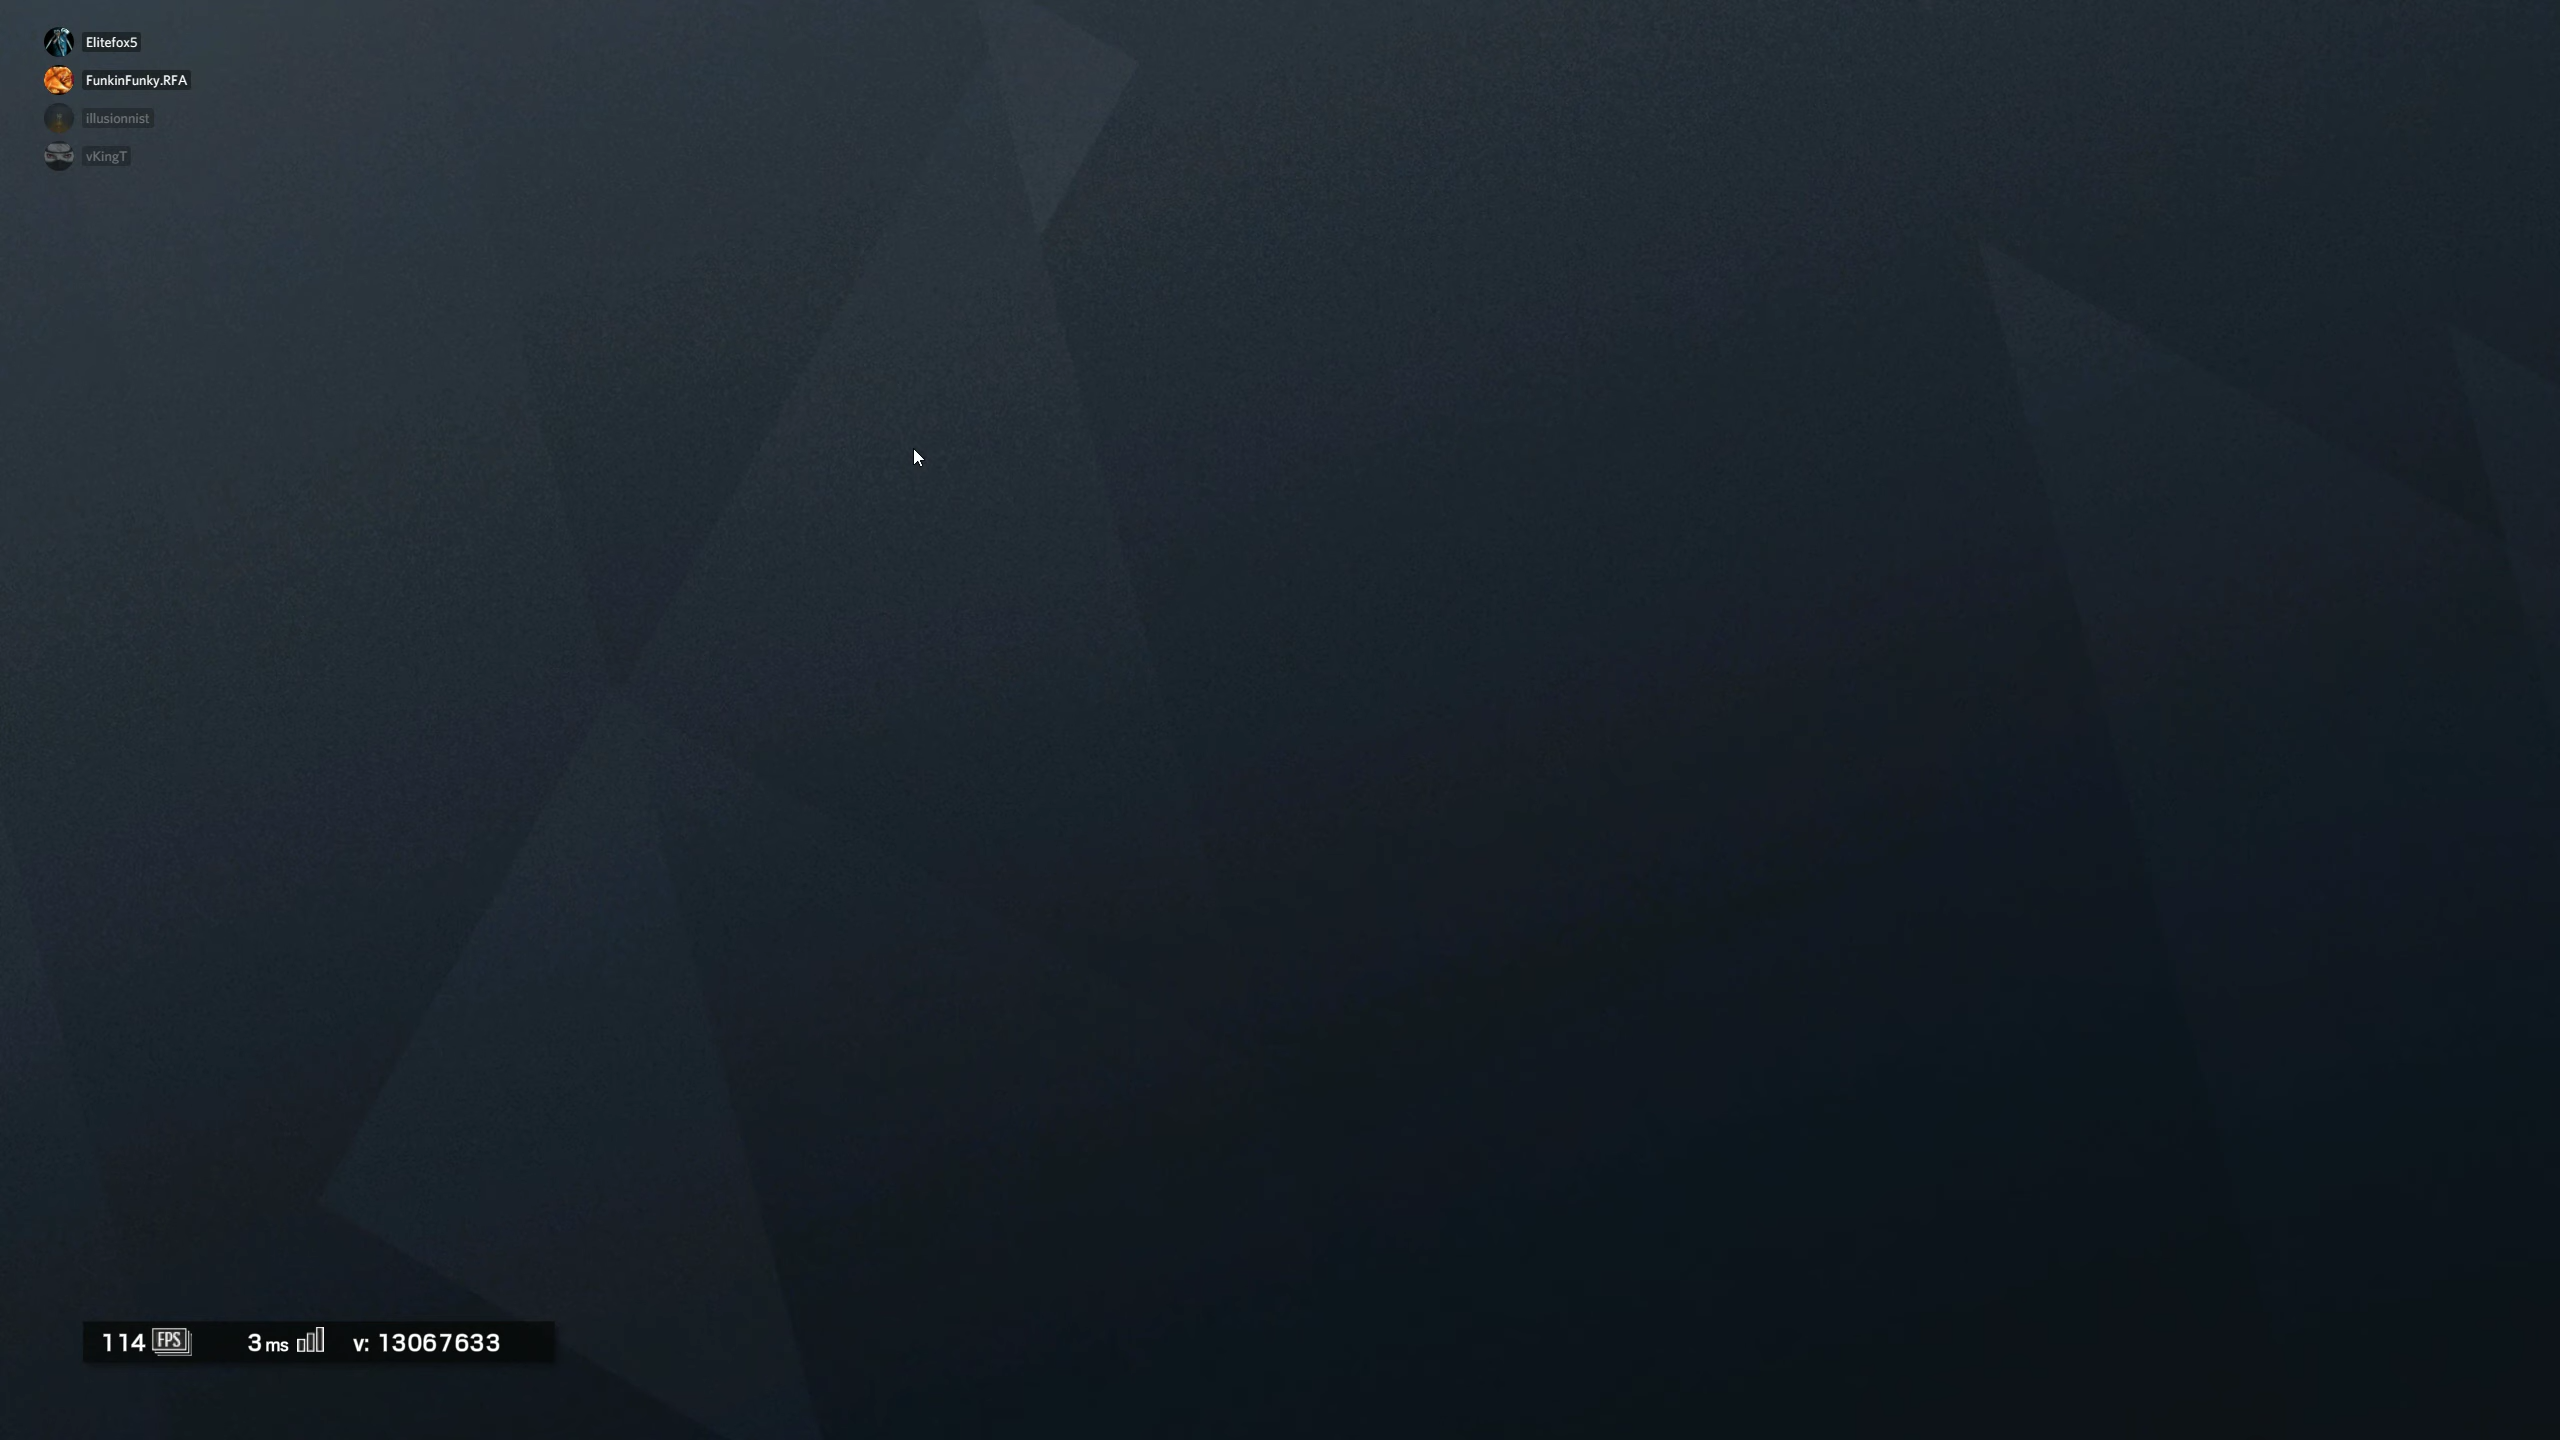 Elitefox5
FunkinFunky.RFA
illusionnist
vKingT
114 FPS 3 ms v: 13067633